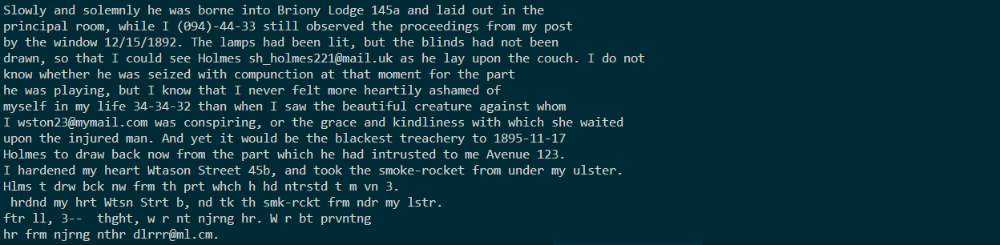 Slowly and solemnly he was borne into Briony Lodge 145a and laid out in the
principal room, while I (094)-44-33 still observed the proceedings from my post
by the window 12/15/1892. The lamps had been lit, but the blinds had not been
drawn, so that I could see Holmes sh_holmes221@mail.uk as he lay upon the couch. I do not
know whether he was seized with compunction at that moment for the part
he was playing, but I know that I never felt more heartily ashamed of
myself in my life 34-34-32 than when I saw the beautiful creature against whom
I wston23@mymail.com was conspiring, or the grace and kindliness with which she waited
upon the injured man. And yet it would be the blackest treachery to 1895-11-17
Holmes to draw back now from the part which he had intrusted to me Avenue 123.
I hardened my heart Wtason Street 45b, and took the smoke-rocket from under my ulster.
Hlms t drw bck nw frm th prt whch h hd ntrstd t m vn 3.
 hrdnd my hrt Wtsn Strt b, nd tk th smk-rckt frm ndr my lstr.
ftr ll, 3--  thght, w r nt njrng hr. W r bt prvntng
hr frm njrng nthr dlrrr@ml.cm.